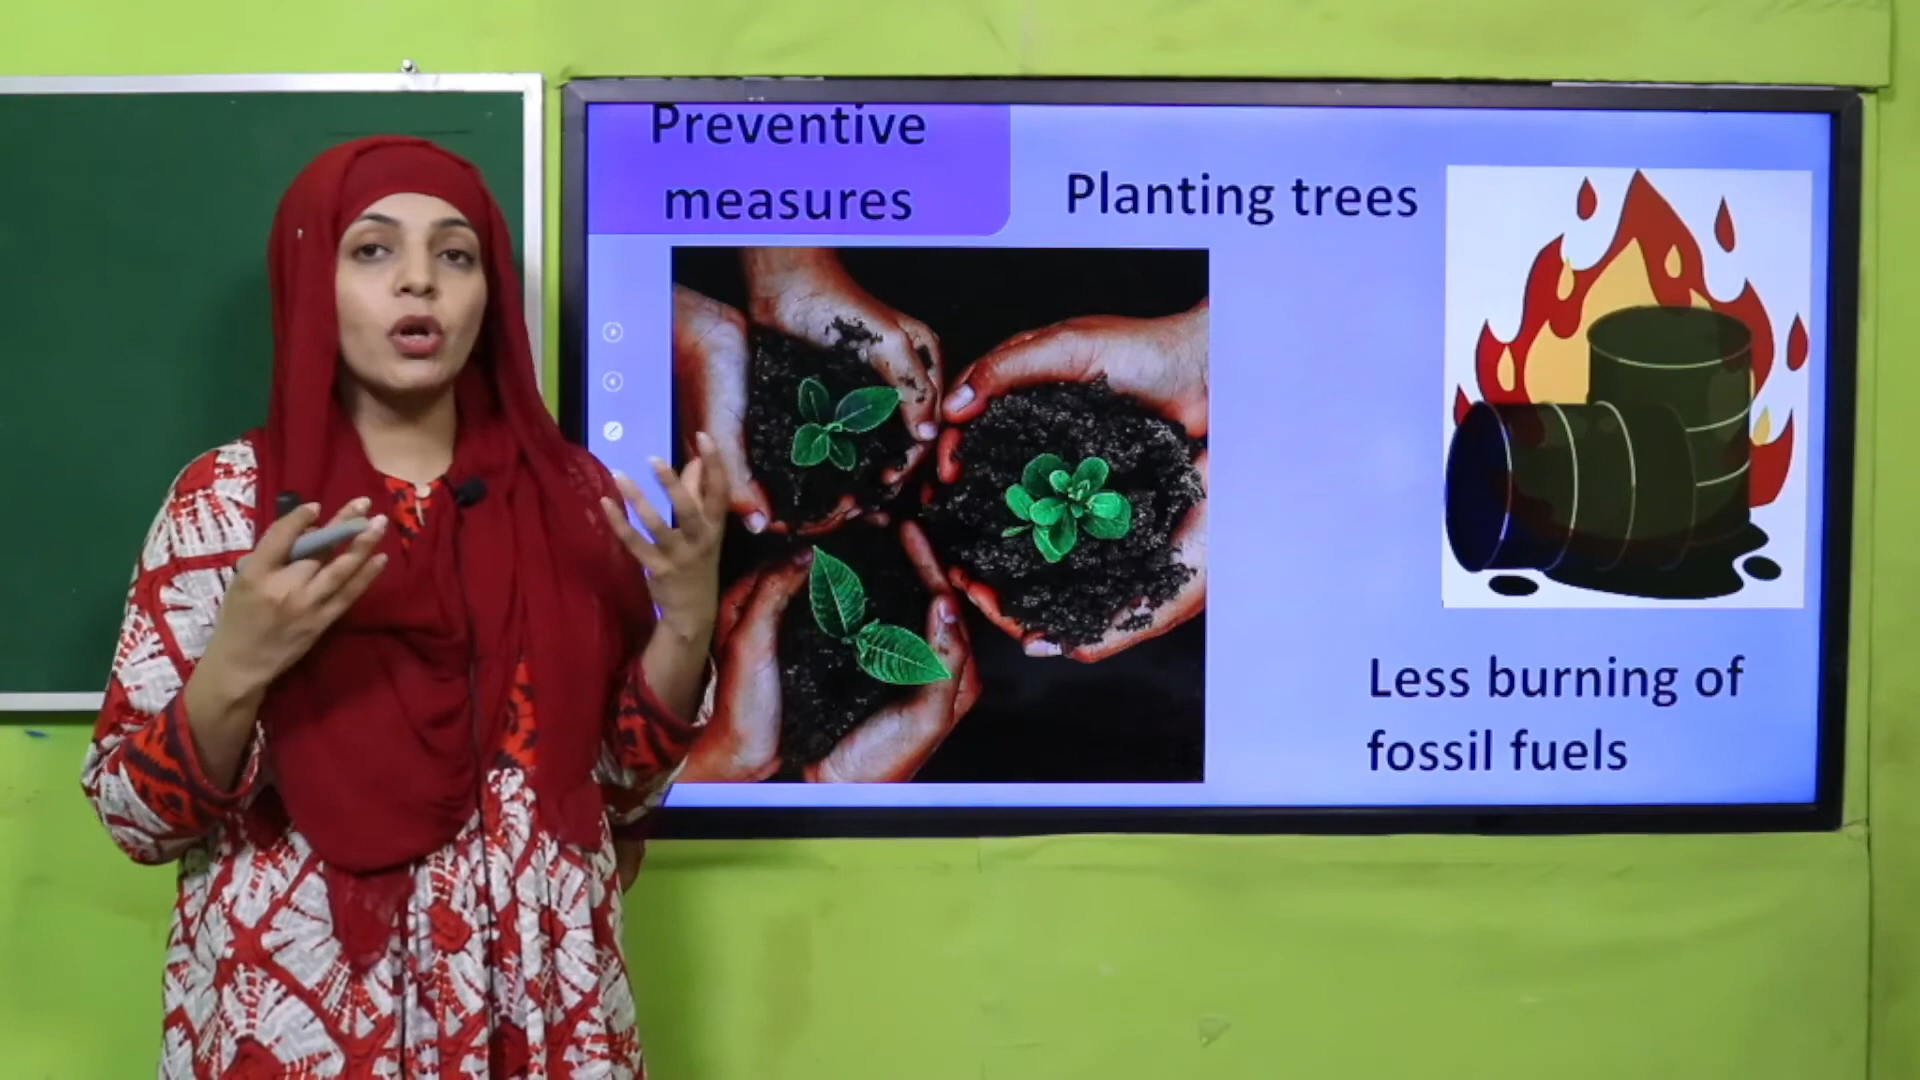 Preventive
measures
Planting trees
Less burning of
fossil fuels